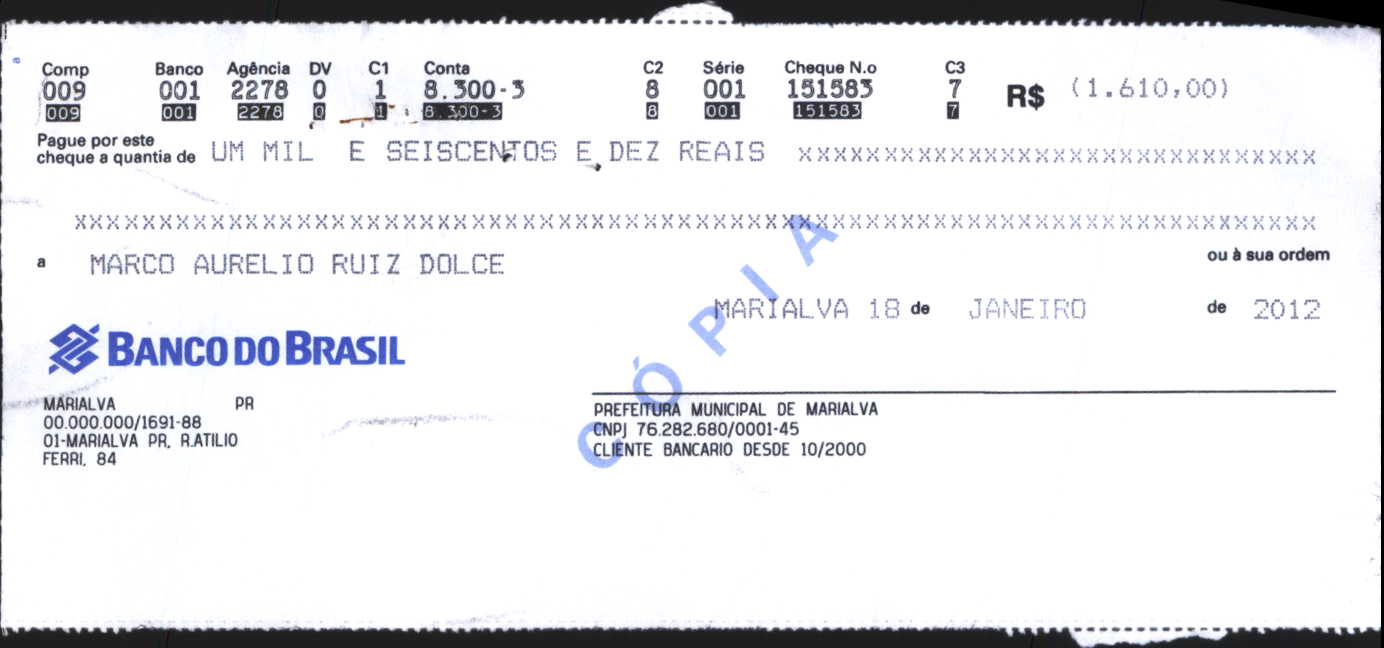 Comp Banco Agência DV C1 Conta C2 Série Cheque N.o C3
009 001 2278 0 1 8.300-3 8 001 151583 7 R$ (1.610,00)
009 001 2278 0 1 8.300-3 8 001 151583 7
Pague por este
cheque a quantia de UM MIL E SEISCENTOS E DEZ REAIS XXXXXXXXXXXXXXXXXXXXXXXXXXXXXXX
XXXXXXXXXXXXXXXXXXXXXXXXXXXXXXXXXXXXXXXXXXXXXXXXXXXXXXXXXXXXXXXXXXXXXXXXX
a MARCO AURELIO RUIZ DOLCE ou à sua ordem
MARIALVA 18 de JANEIRO de 2012
BANCO DO BRASIL
CÓPIA
MARIALVA PR
00.000.000/1691-88
01-MARIALVA PR, R.ATILIO
FERRI, 84
PREFEITURA MUNICIPAL DE MARIALVA
CNPJ 76.282.680/0001-45
CLIENTE BANCARIO DESDE 10/2000